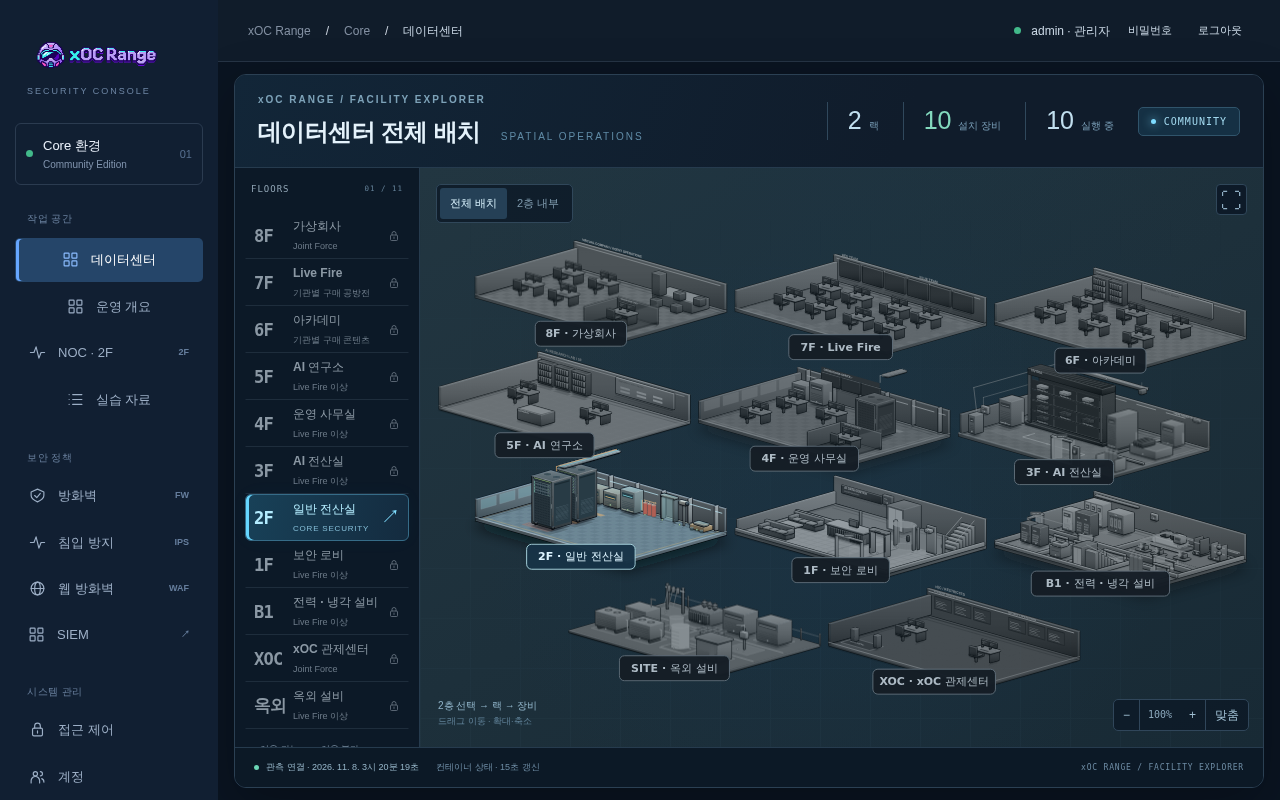 xOC Range
SECURITY CONSOLE
Core 환경
Community Edition
01
작업 공간
데이터센터
운영 개요
NOC · 2F
2F
실습 자료
보안 정책
방화벽
FW
침입 방지
IPS
웹 방화벽
WAF
SIEM
시스템 관리
접근 제어
계정
xOC Range / Core / 데이터센터
admin · 관리자
비밀번호
로그아웃
xOC RANGE / FACILITY EXPLORER
데이터센터 전체 배치
SPATIAL OPERATIONS
2 랙
10 설치 장비
10 실행 중
COMMUNITY
FLOORS
01 / 11
8F
가상회사
Joint Force
7F
Live Fire
기관별 구매 공방전
6F
아카데미
기관별 구매 콘텐츠
5F
AI 연구소
Live Fire 이상
4F
운영 사무실
Live Fire 이상
3F
AI 전산실
Live Fire 이상
2F
일반 전산실
CORE SECURITY
1F
보안 로비
Live Fire 이상
B1
전력 · 냉각 설비
Live Fire 이상
XOC
xOC 관제센터
Joint Force
옥외
옥외 설비
Live Fire 이상
전체 배치
2층 내부
8F · 가상회사
7F · Live Fire
6F · 아카데미
5F · AI 연구소
4F · 운영 사무실
3F · AI 전산실
2F · 일반 전산실
1F · 보안 로비
B1 · 전력 · 냉각 설비
SITE · 옥외 설비
XOC · xOC 관제센터
2층 선택 → 랙 → 장비
드래그 이동 · 확대·축소
−
100%
+
맞춤
관측 연결 · 2026. 11. 8. 3시 20분 19초
컨테이너 상태 · 15초 갱신
xOC RANGE / FACILITY EXPLORER